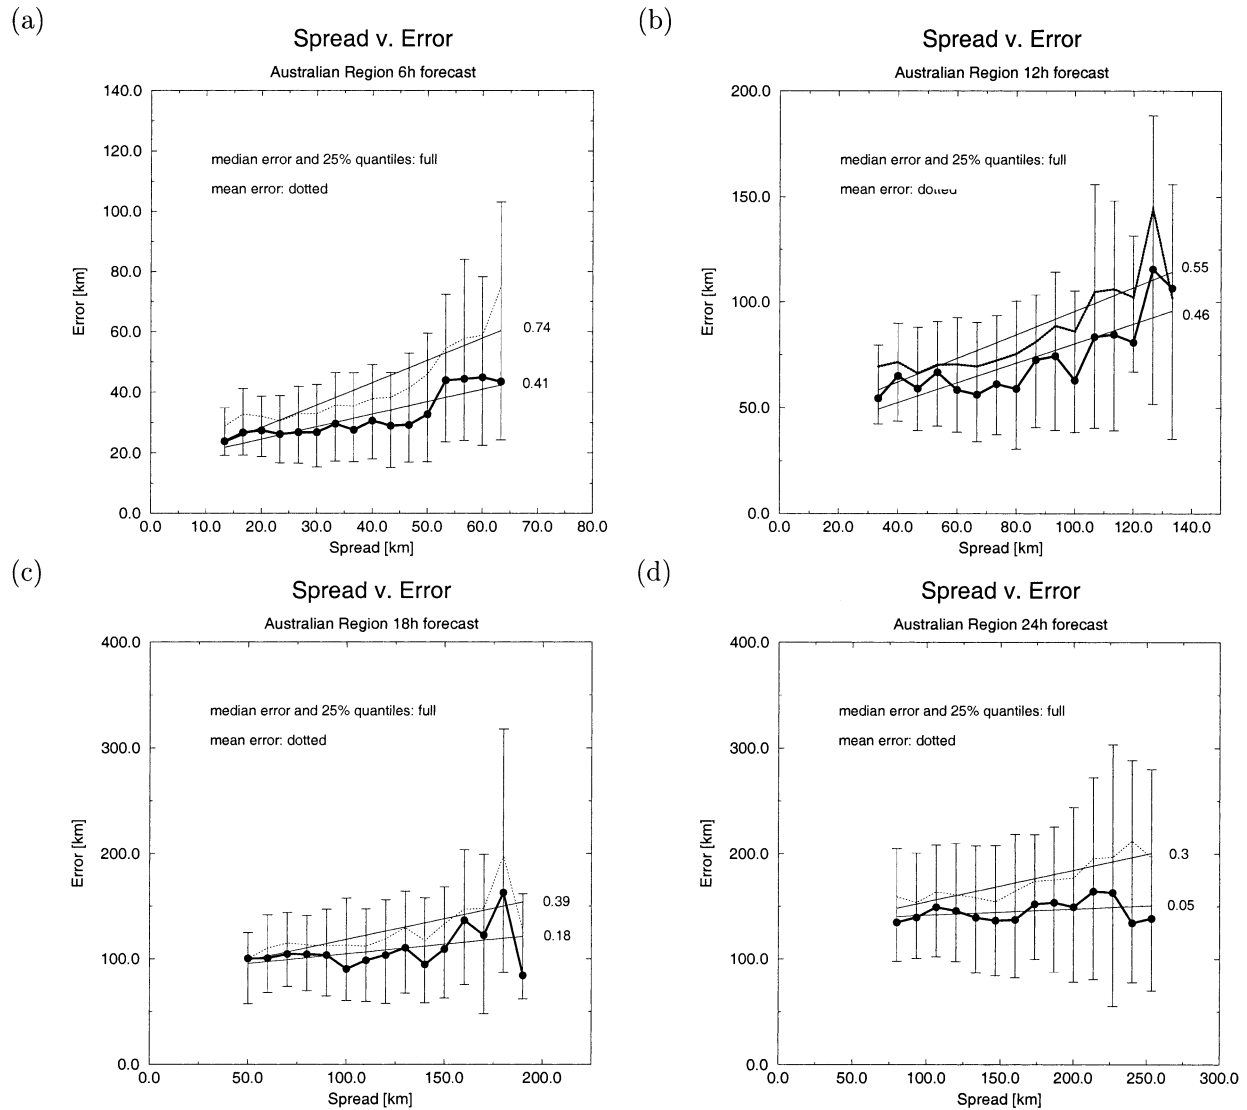 (a)
Spread v. Error
Australian Region 6h forecast
140.0
120.0
100.0
80.0
60.0
40.0
20.0
0.0
Error [km]
median error and 25% quantiles: full
mean error: dotted
0.74
0.41
0.0 10.0 20.0 30.0 40.0 50.0 60.0 70.0 80.0
Spread [km]
(b)
Spread v. Error
Australian Region 12h forecast
200.0
150.0
100.0
50.0
0.0
Error [km]
median error and 25% quantiles: full
mean error: dotted
0.55
0.46
0.0 20.0 40.0 60.0 80.0 100.0 120.0 140.0
Spread [km]
(c)
Spread v. Error
Australian Region 18h forecast
400.0
300.0
200.0
100.0
0.0
Error [km]
median error and 25% quantiles: full
mean error: dotted
0.39
0.18
0.0 50.0 100.0 150.0 200.0
Spread [km]
(d)
Spread v. Error
Australian Region 24h forecast
400.0
300.0
200.0
100.0
0.0
Error [km]
median error and 25% quantiles: full
mean error: dotted
0.3
0.05
0.0 50.0 100.0 150.0 200.0 250.0 300.0
Spread [km]